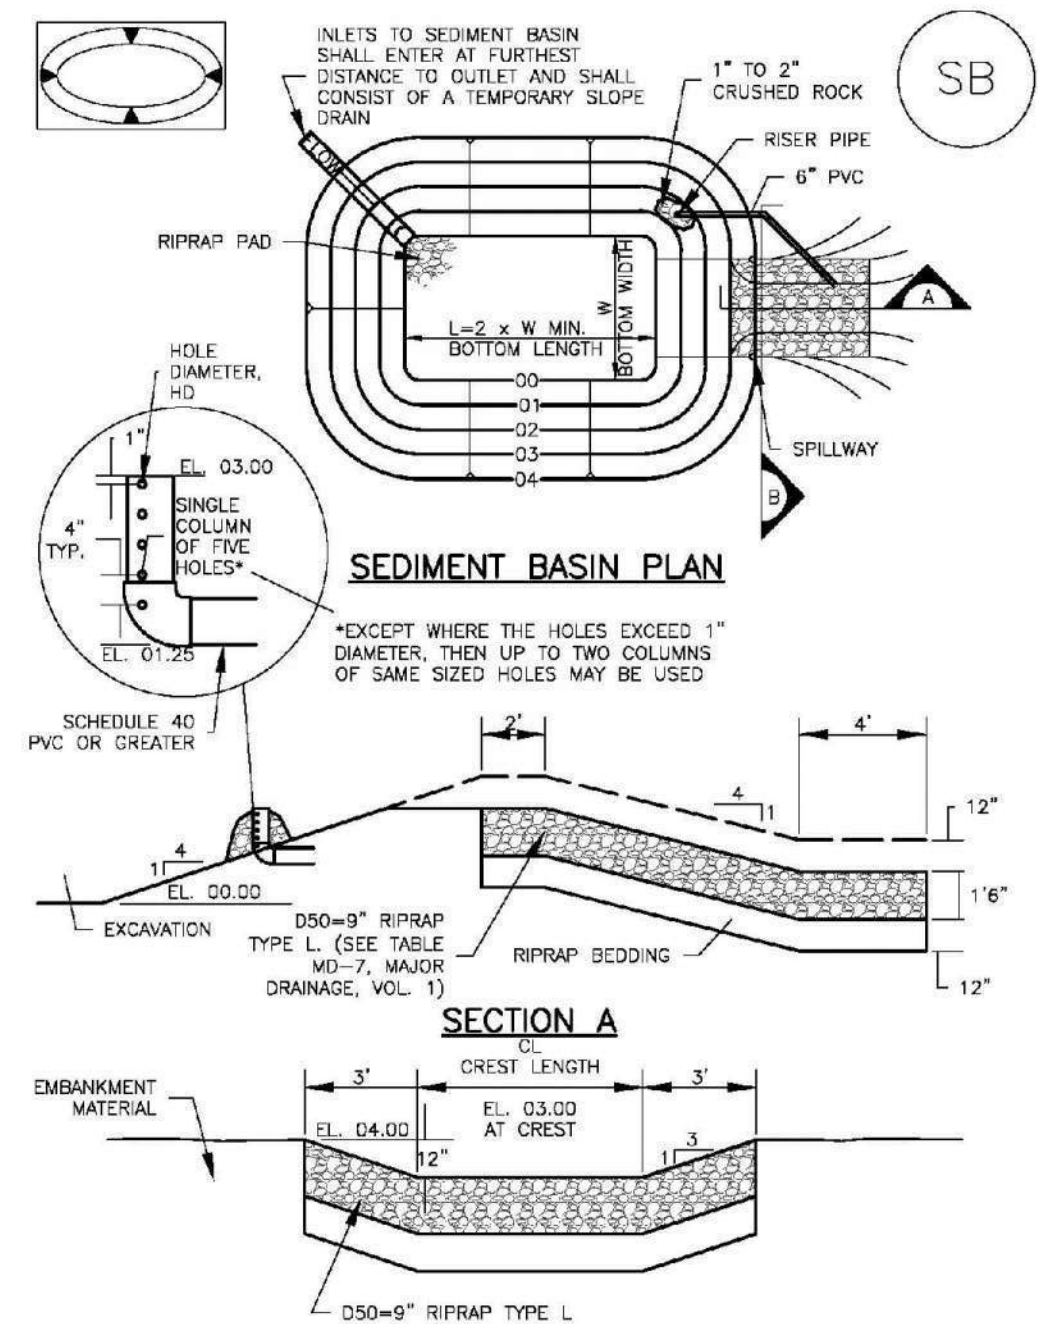 INLETS TO SEDIMENT BASIN
SHALL ENTER AT FURTHEST
DISTANCE TO OUTLET AND SHALL
CONSIST OF A TEMPORARY SLOPE
DRAIN
1" TO 2"
CRUSHED ROCK
SB
RISER PIPE
6" PVC
FLOW
RIPRAP PAD
W
BOTTOM WIDTH
A
L=2 x W MIN.
BOTTOM LENGTH
00
01
02
03
04
SPILLWAY
B
HOLE
DIAMETER,
HD
1"
EL. 03.00
SINGLE
COLUMN
OF FIVE
HOLES*
4"
TYP.
EL. 01.25
SEDIMENT BASIN PLAN
*EXCEPT WHERE THE HOLES EXCEED 1"
DIAMETER, THEN UP TO TWO COLUMNS
OF SAME SIZED HOLES MAY BE USED
SCHEDULE 40
PVC OR GREATER
2'
4'
4
1
12"
4
1
EL. 00.00
1'6"
EXCAVATION
D50=9" RIPRAP
TYPE L. (SEE TABLE
MD-7, MAJOR
DRAINAGE, VOL. 1)
RIPRAP BEDDING
12"
SECTION A
CL
CREST LENGTH
3'
3'
EMBANKMENT
MATERIAL
EL. 04.00
EL. 03.00
AT CREST
12"
3
1
D50=9" RIPRAP TYPE L